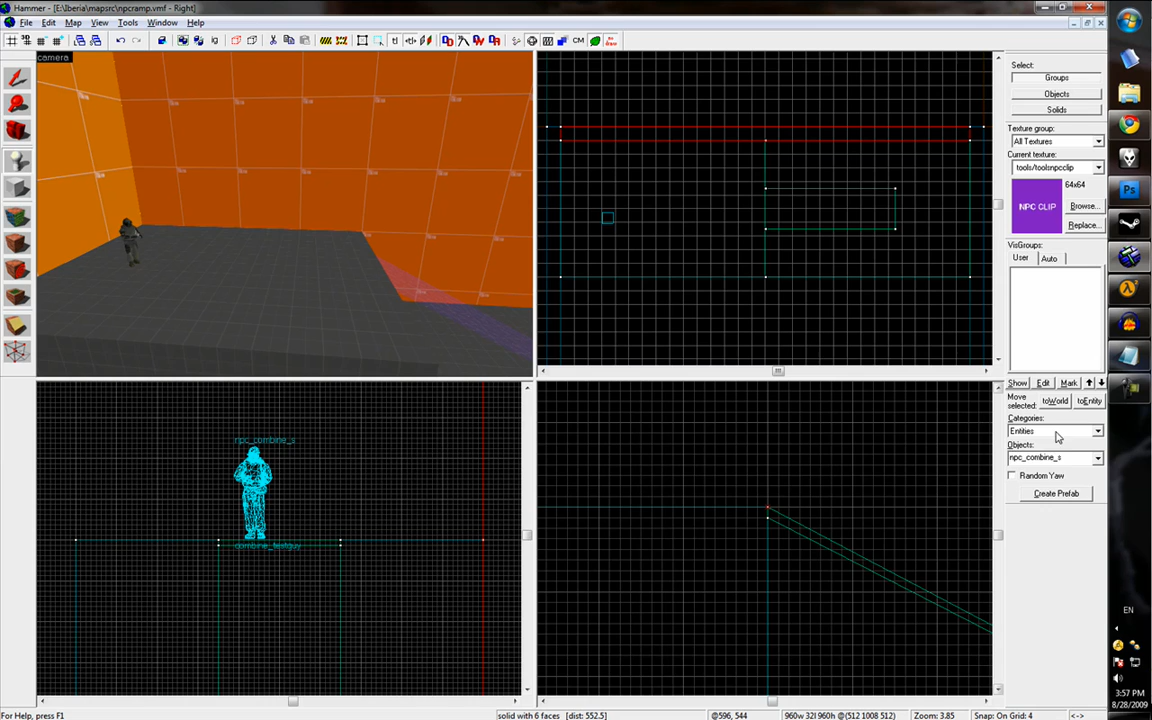 Hammer - [E:\Iberia\mapsrc\npcramp.vmf - Right]
File Edit Map View Tools Window Help
ig CM
camera
Select:
Groups
Objects
Solids
Texture group:
All Textures
Current texture:
tools/toolsnpcclip
64x64
NPC CLIP
Browse...
Replace...
VisGroups:
User Auto
Show Edit Mark
Move selected: toWorld toEntity
Categories:
Entities
Objects:
npc_combine_s
Random Yaw
Create Prefab
npc_combine_s
combine_testguy
EN
3:57 PM
8/28/2009
For Help, press F1
solid with 6 faces [dist: 552.5]
@596, 544
960w 32l 960h @(512 1008 512)
Zoom: 3.85
Snap: On Grid: 4
<->